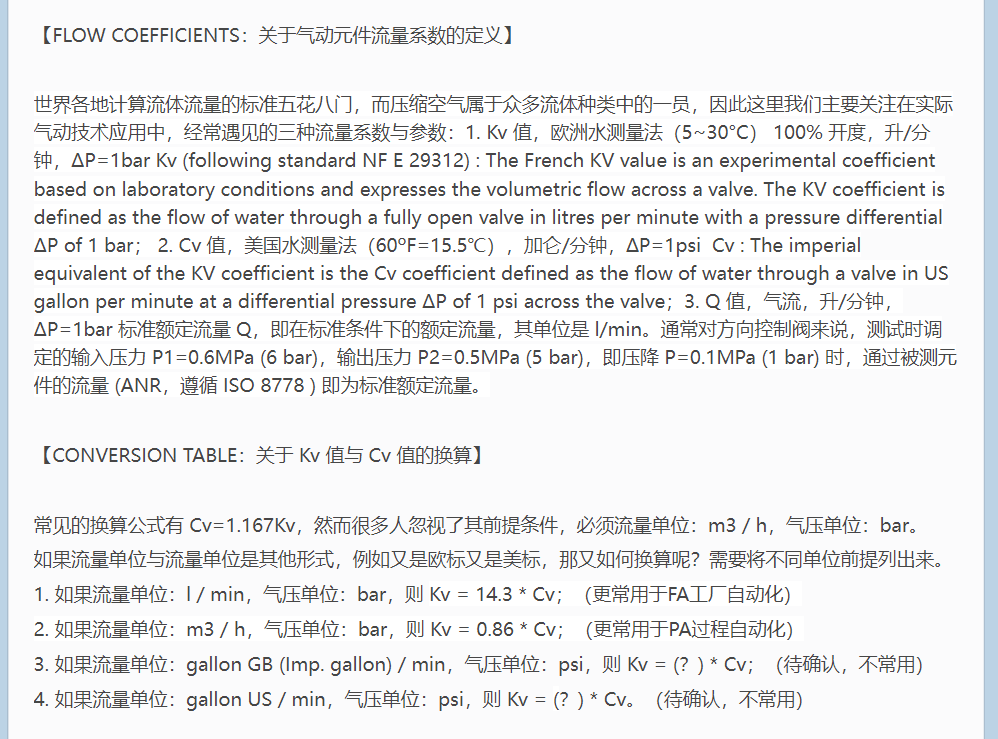 【FLOW COEFFICIENTS：关于气动元件流量系数的定义】
世界各地计算流体流量的标准五花八门，而压缩空气属于众多流体种类中的一员，因此这里我们主要关注在实际
气动技术应用中，经常遇见的三种流量系数与参数：1. Kv 值，欧洲水测量法（5~30°C） 100% 开度，升/分
钟，ΔP=1bar Kv (following standard NF E 29312) : The French KV value is an experimental coefficient
based on laboratory conditions and expresses the volumetric flow across a valve. The KV coefficient is
defined as the flow of water through a fully open valve in litres per minute with a pressure differential
ΔP of 1 bar； 2. Cv 值，美国水测量法（60ºF=15.5℃），加仑/分钟，ΔP=1psi  Cv : The imperial
equivalent of the KV coefficient is the Cv coefficient defined as the flow of water through a valve in US
gallon per minute at a differential pressure ΔP of 1 psi across the valve；3. Q 值，气流，升/分钟，
ΔP=1bar 标准额定流量 Q，即在标准条件下的额定流量，其单位是 l/min。通常对方向控制阀来说，测试时调
定的输入压力 P1=0.6MPa (6 bar)，输出压力 P2=0.5MPa (5 bar)，即压降 P=0.1MPa (1 bar) 时，通过被测元
件的流量 (ANR，遵循 ISO 8778 ) 即为标准额定流量。
【CONVERSION TABLE：关于 Kv 值与 Cv 值的换算】
常见的换算公式有 Cv=1.167Kv，然而很多人忽视了其前提条件，必须流量单位：m3 / h，气压单位：bar。
如果流量单位与流量单位是其他形式，例如又是欧标又是美标，那又如何换算呢？需要将不同单位前提列出来。
1. 如果流量单位：l / min，气压单位：bar，则 Kv = 14.3 * Cv；（更常用于FA工厂自动化）
2. 如果流量单位：m3 / h，气压单位：bar，则 Kv = 0.86 * Cv；（更常用于PA过程自动化）
3. 如果流量单位：gallon GB (Imp. gallon) / min，气压单位：psi，则 Kv = (？) * Cv；（待确认，不常用）
4. 如果流量单位：gallon US / min，气压单位：psi，则 Kv = (？) * Cv。（待确认，不常用）